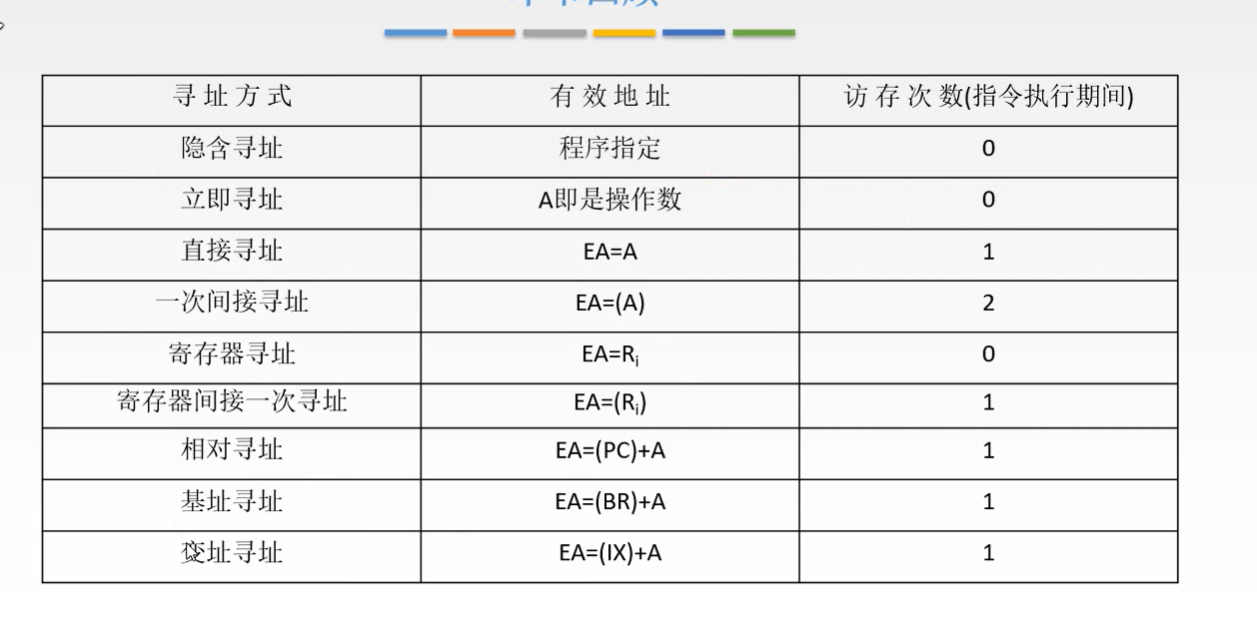 寻址方式 有效地址 访存次数(指令执行期间)
隐含寻址 程序指定 0
立即寻址 A即是操作数 0
直接寻址 EA=A 1
一次间接寻址 EA=(A) 2
寄存器寻址 EA=Rᵢ 0
寄存器间接一次寻址 EA=(Rᵢ) 1
相对寻址 EA=(PC)+A 1
基址寻址 EA=(BR)+A 1
变址寻址 EA=(IX)+A 1